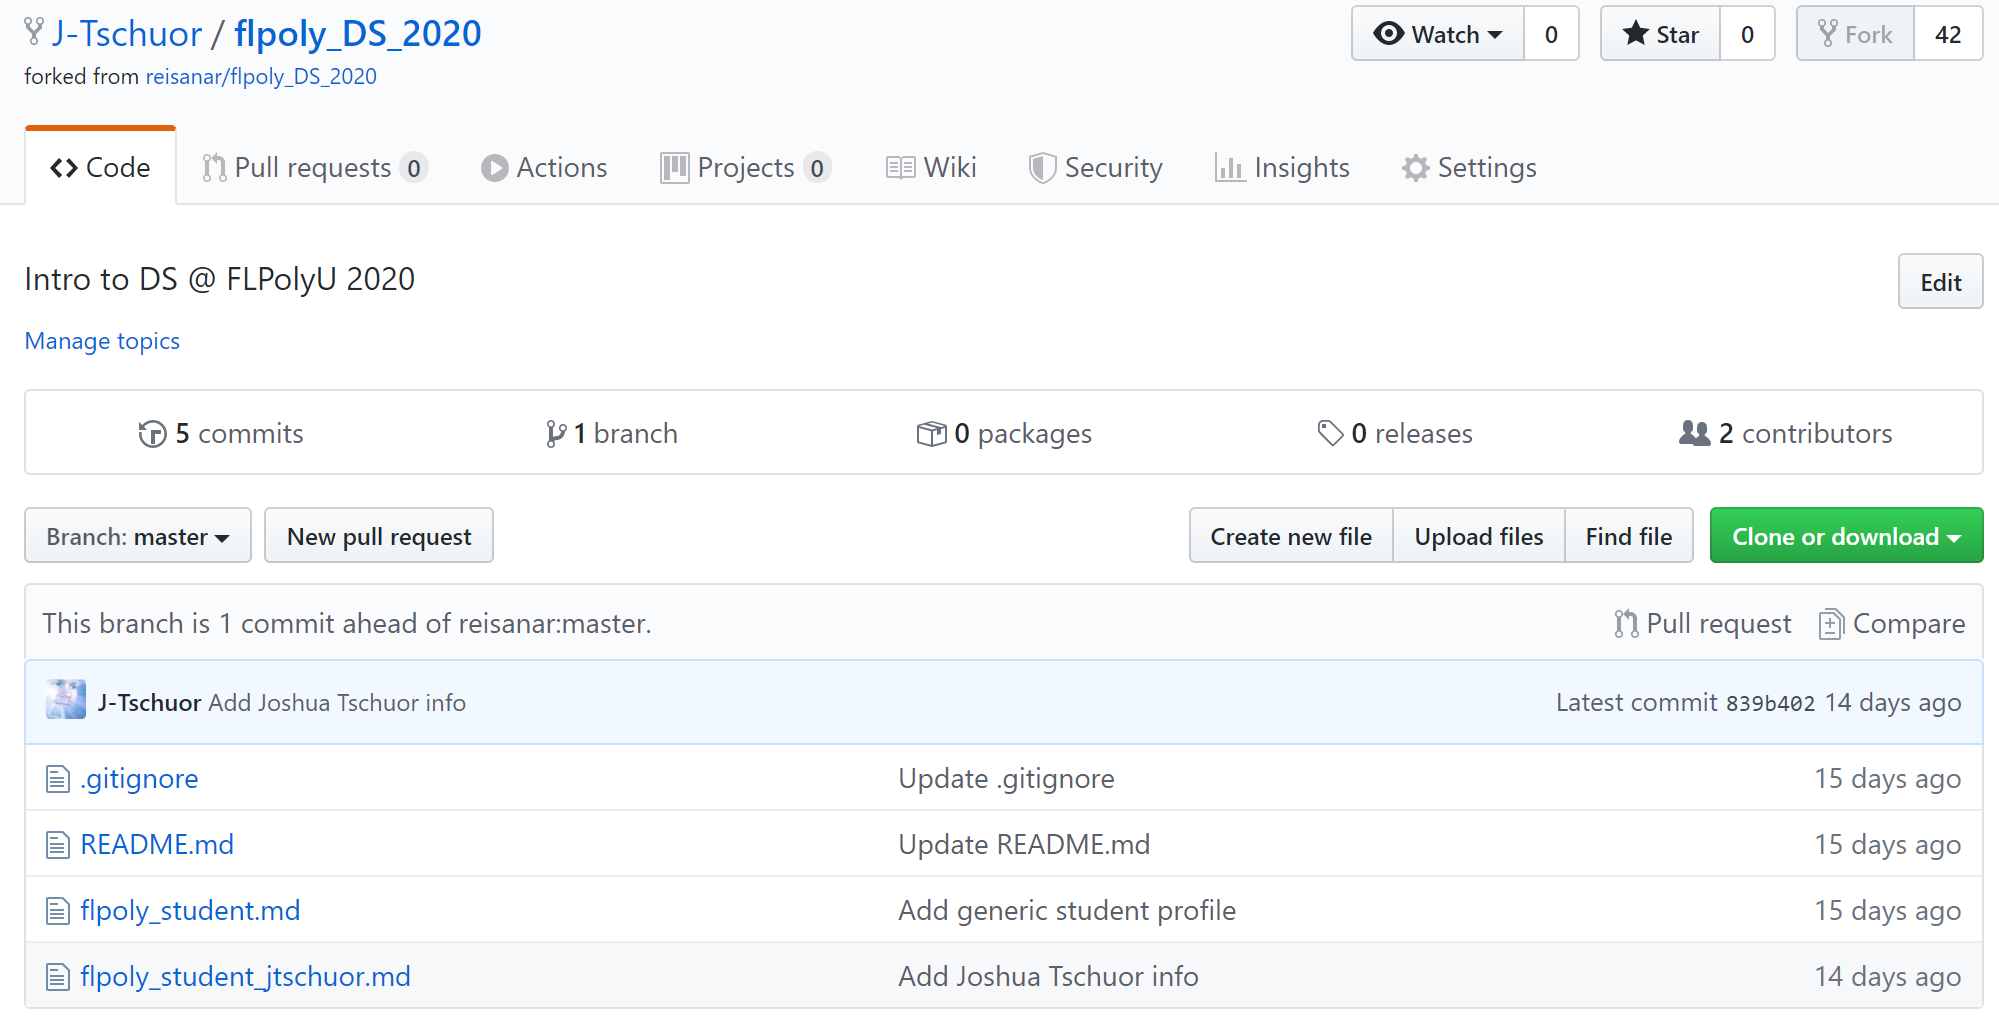 J-Tschuor / flpoly_DS_2020
Watch 0
Star 0
Fork 42
forked from reisanar/flpoly_DS_2020
Code
Pull requests 0
Actions
Projects 0
Wiki
Security
Insights
Settings
Intro to DS @ FLPolyU 2020
Edit
Manage topics
5 commits
1 branch
0 packages
0 releases
2 contributors
Branch: master
New pull request
Create new file
Upload files
Find file
Clone or download
This branch is 1 commit ahead of reisanar:master.
Pull request
Compare
J-Tschuor Add Joshua Tschuor info
Latest commit 839b402 14 days ago
.gitignore
Update .gitignore
15 days ago
README.md
Update README.md
15 days ago
flpoly_student.md
Add generic student profile
15 days ago
flpoly_student_jtschuor.md
Add Joshua Tschuor info
14 days ago